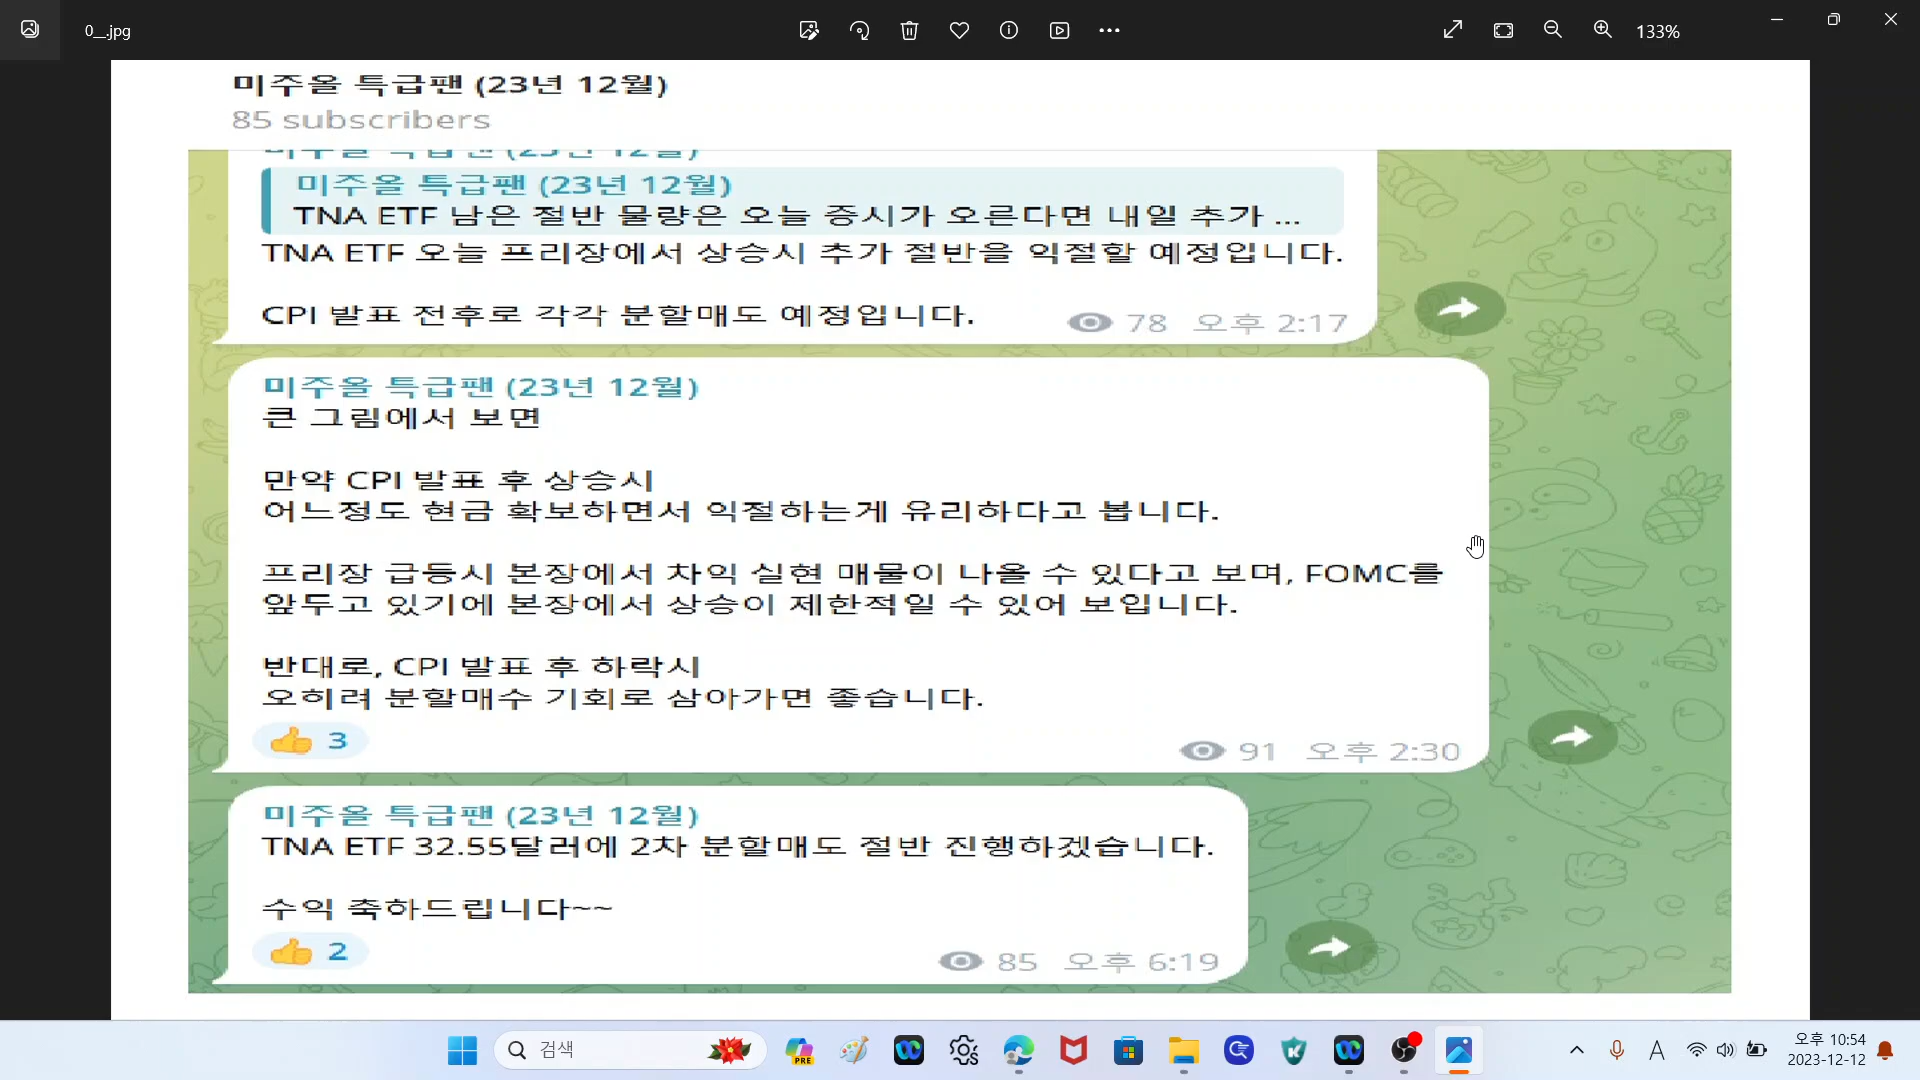 0__.jpg
133%
미주올 특급팬 (23년 12월)
85 subscribers
미주올 특급팬 (23년 12월)
미주올 특급팬 (23년 12월)
TNA ETF 남은 절반 물량은 오늘 증시가 오른다면 내일 추가 ...
TNA ETF 오늘 프리장에서 상승시 추가 절반을 익절할 예정입니다.
CPI 발표 전후로 각각 분할매도 예정입니다.
78 오후 2:17
미주올 특급팬 (23년 12월)
큰 그림에서 보면
만약 CPI 발표 후 상승시
어느정도 현금 확보하면서 익절하는게 유리하다고 봅니다.
프리장 급등시 본장에서 차익 실현 매물이 나올 수 있다고 보며, FOMC를
앞두고 있기에 본장에서 상승이 제한적일 수 있어 보입니다.
반대로, CPI 발표 후 하락시
오히려 분할매수 기회로 삼아가면 좋습니다.
👍 3
91 오후 2:30
미주올 특급팬 (23년 12월)
TNA ETF 32.55달러에 2차 분할매도 절반 진행하겠습니다.
수익 축하드립니다~~
👍 2
85 오후 6:19
검색
PRE
A
오후 10:54
2023-12-12